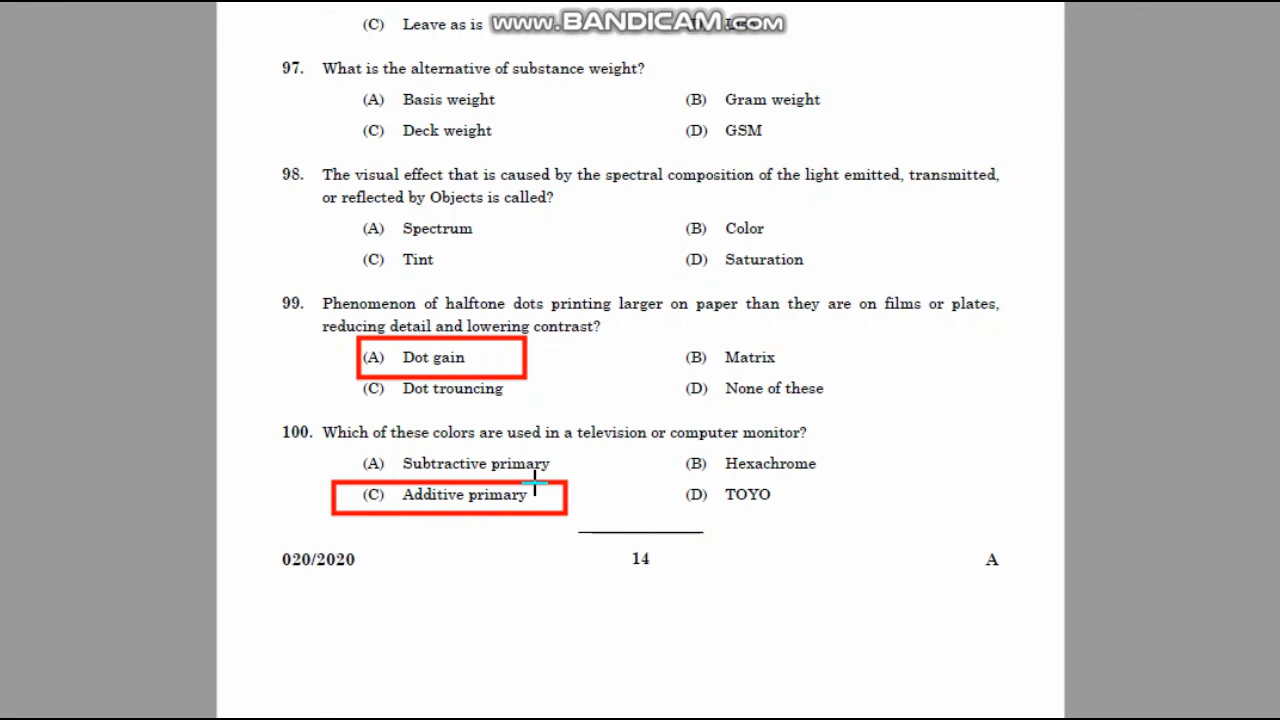 www.BANDICAM.com
(C) Leave as is (D)
97. What is the alternative of substance weight?
(A) Basis weight (B) Gram weight
(C) Deck weight (D) GSM
98. The visual effect that is caused by the spectral composition of the light emitted, transmitted,
or reflected by Objects is called?
(A) Spectrum (B) Color
(C) Tint (D) Saturation
99. Phenomenon of halftone dots printing larger on paper than they are on films or plates,
reducing detail and lowering contrast?
(A) Dot gain (B) Matrix
(C) Dot trouncing (D) None of these
100. Which of these colors are used in a television or computer monitor?
(A) Subtractive primary (B) Hexachrome
(C) Additive primary (D) TOYO
020/2020 14 A